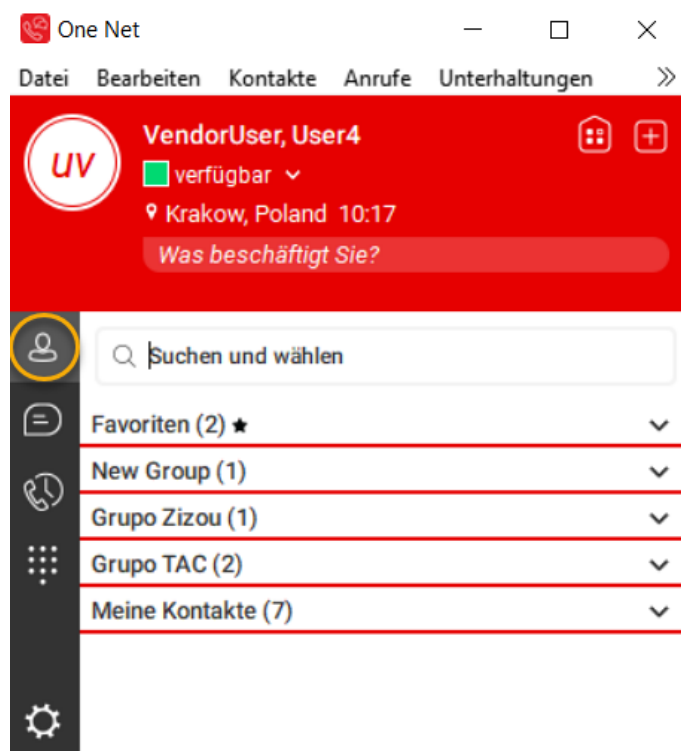 One Net
Datei Bearbeiten Kontakte Anrufe Unterhaltungen
VendorUser, User4
UV
verfügbar
Krakow, Poland 10:17
Was beschäftigt Sie?
Suchen und wählen
Favoriten (2)
New Group (1)
Grupo Zizou (1)
Grupo TAC (2)
Meine Kontakte (7)